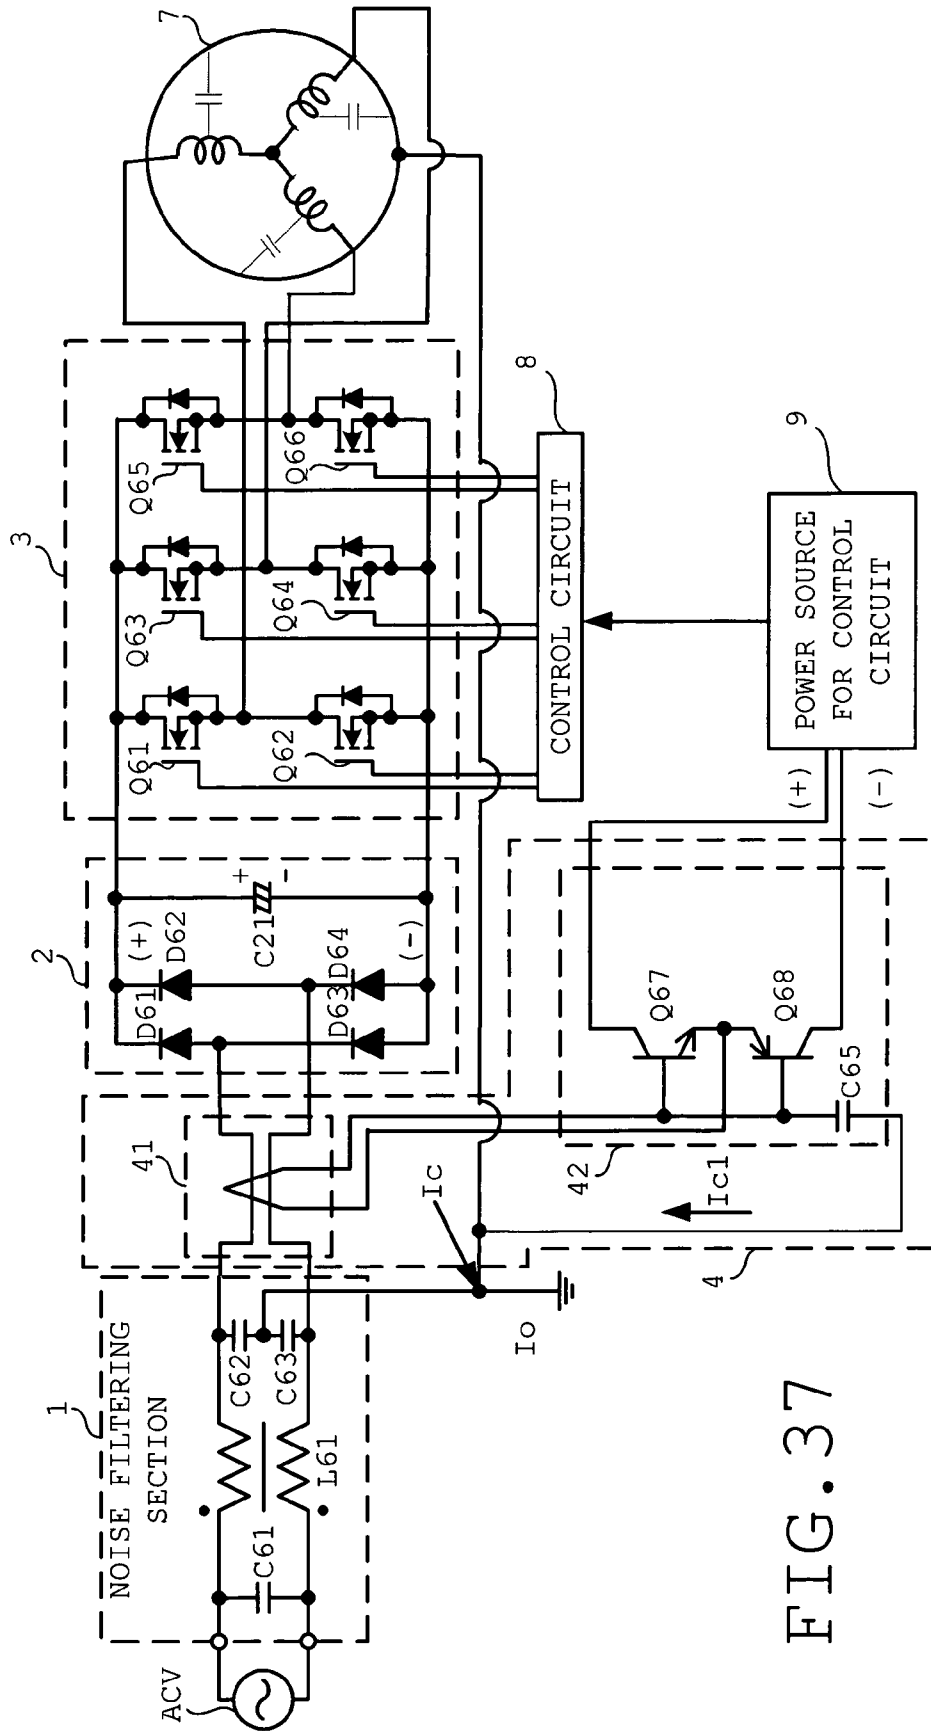 ACV
1
NOISE FILTERING
SECTION
C61
L61
C62
C63
41
2
(+)
D61
D62
C21
+
-
D63
D64
(-)
3
Q61
Q63
Q65
Q62
Q64
Q66
7
8
CONTROL CIRCUIT
9
POWER SOURCE
FOR CONTROL
CIRCUIT
(+)
(-)
Ic
Io
Ic1
4
42
Q67
Q68
C65
FIG.37